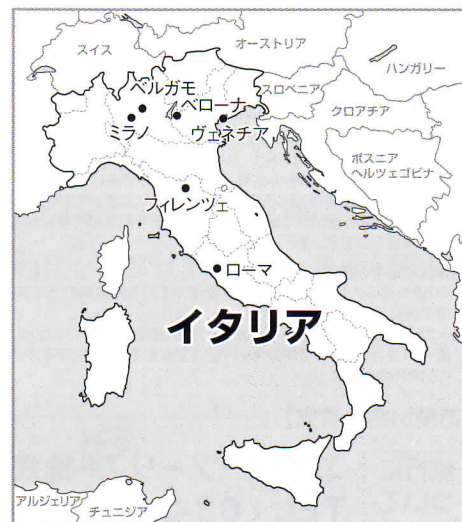 スイス
オーストリア
ハンガリー
ベルガモ
スロベニア
ベローナ
クロアチア
ミラノ
ヴェネチア
ボスニア
ヘルツェゴビナ
フィレンツェ
ローマ
イタリア
アルジェリア
チュニジア